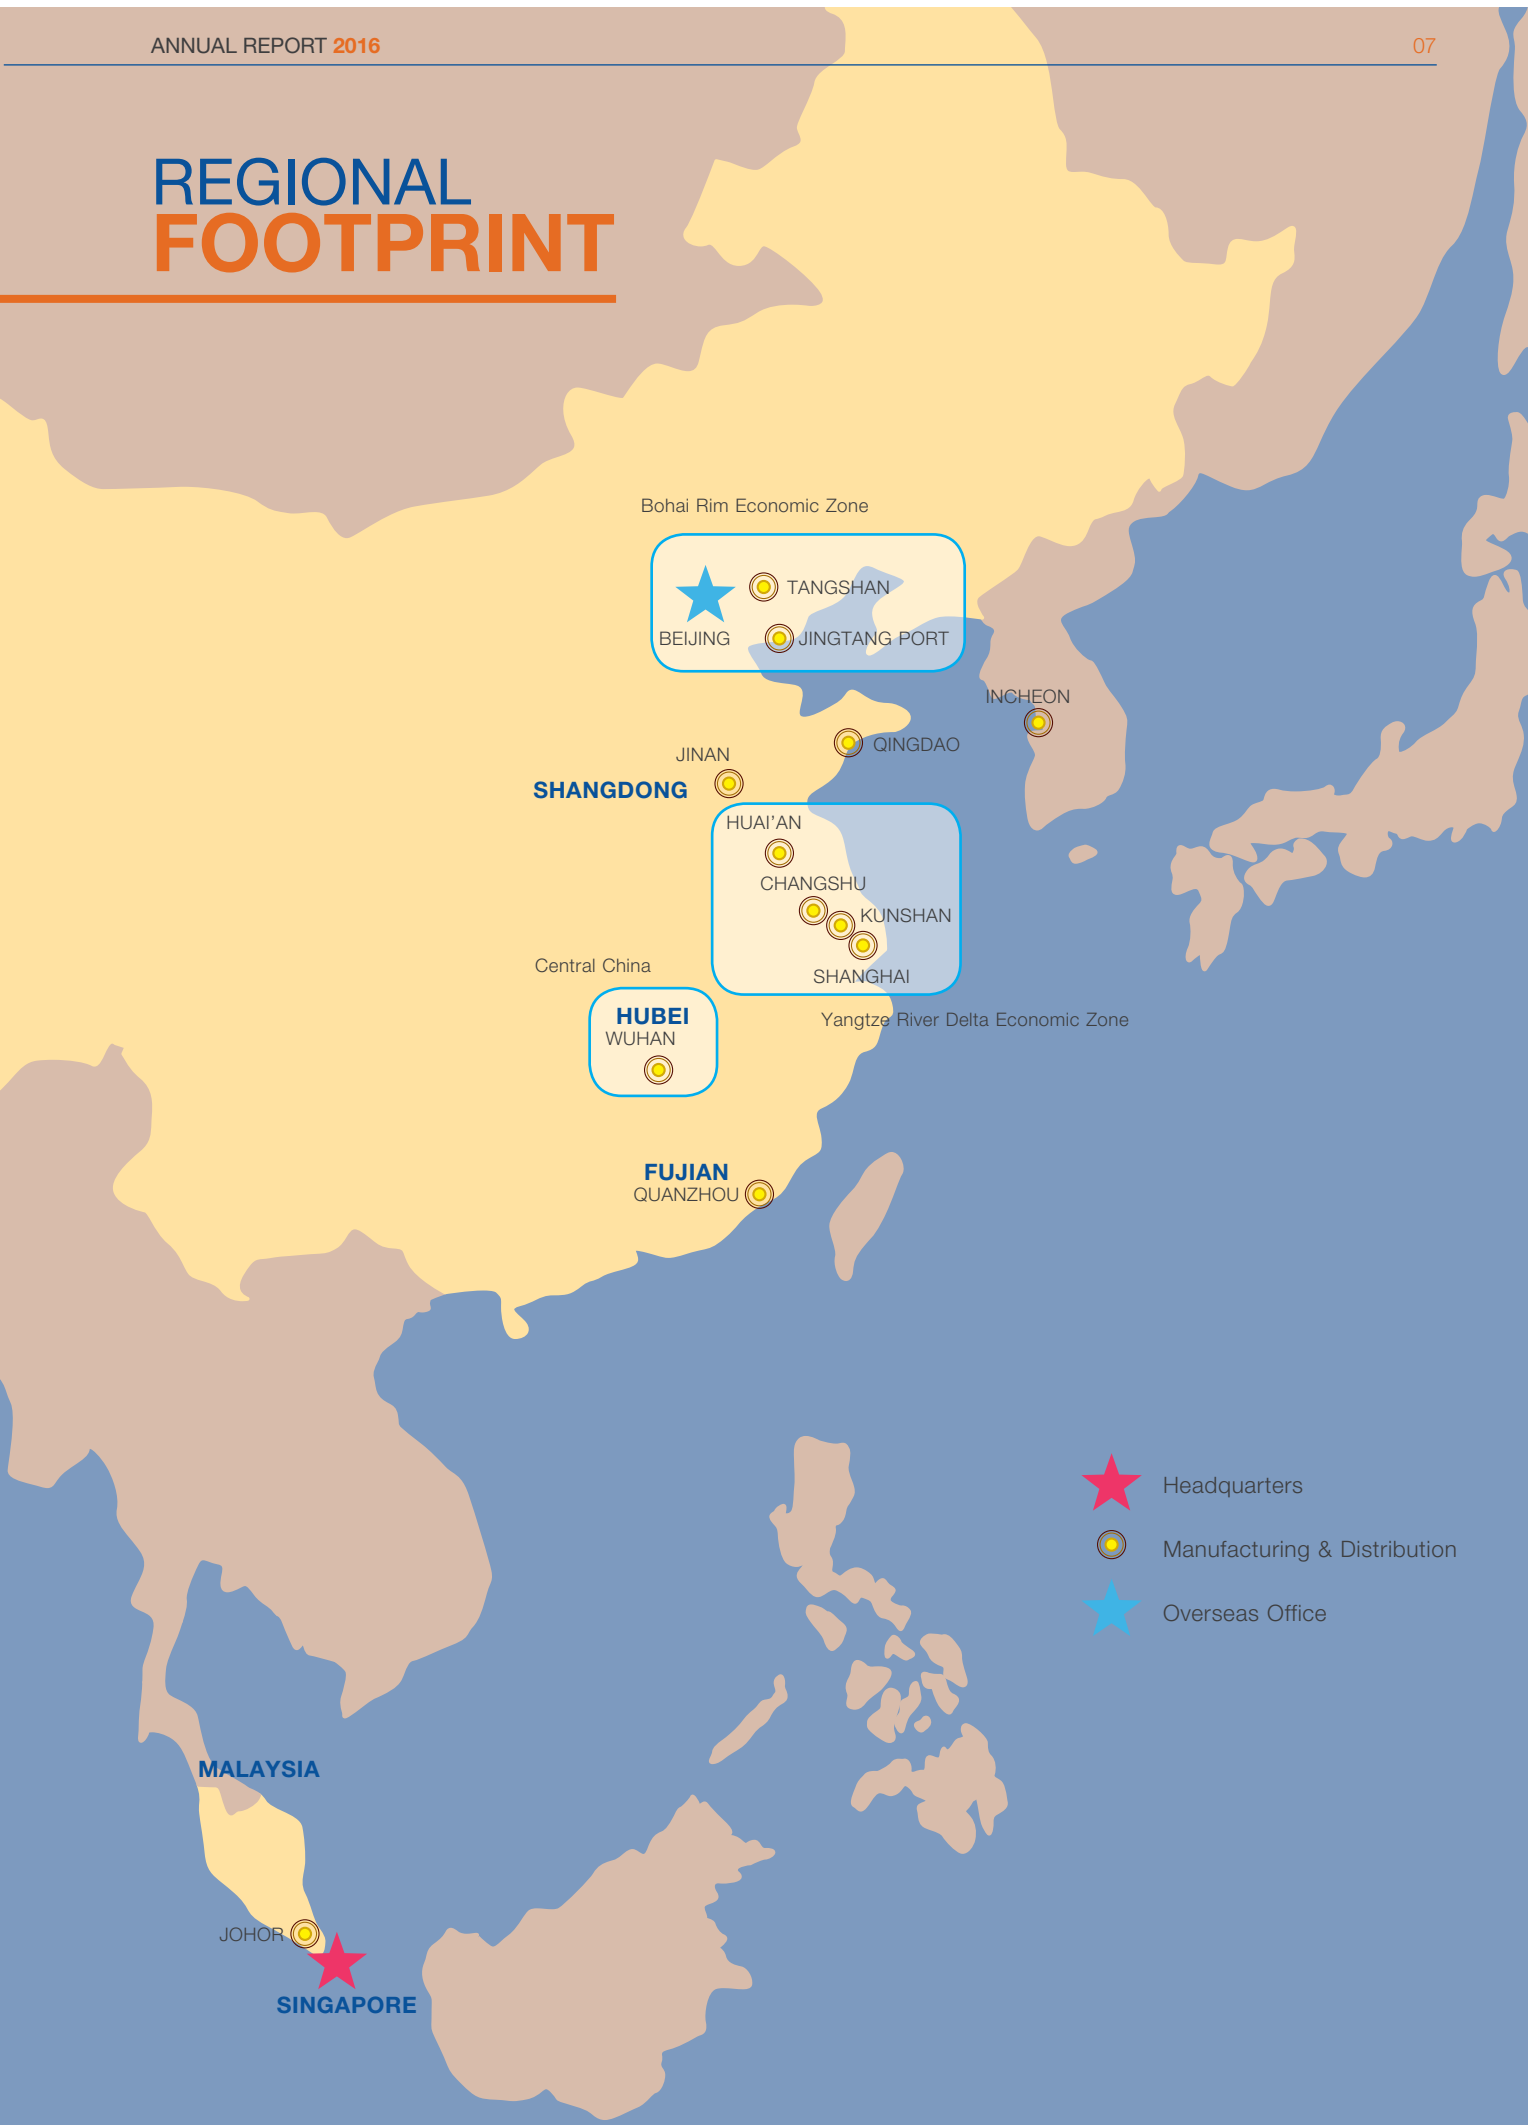 ANNUAL REPORT 2016
07
REGIONAL
FOOTPRINT
Bohai Rim Economic Zone
TANGSHAN
BEIJING
JINGTANG PORT
INCHEON
QINGDAO
JINAN
SHANGDONG
HUAI’AN
CHANGSHU
KUNSHAN
SHANGHAI
Central China
HUBEI
WUHAN
Yangtze River Delta Economic Zone
FUJIAN
QUANZHOU
Headquarters
Manufacturing & Distribution
Overseas Office
MALAYSIA
JOHOR
SINGAPORE